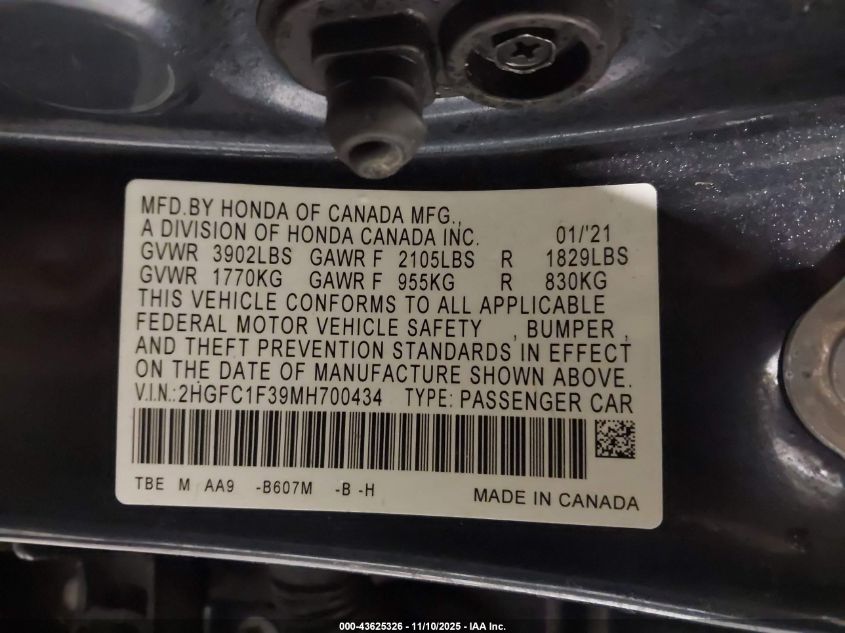 MFD.BY HONDA OF CANADA MFG.,
A DIVISION OF HONDA CANADA INC. 01/'21
GVWR 3902LBS GAWR F 2105LBS R 1829LBS
GVWR 1770KG GAWR F 955KG R 830KG
THIS VEHICLE CONFORMS TO ALL APPLICABLE
FEDERAL MOTOR VEHICLE SAFETY , BUMPER ,
AND THEFT PREVENTION STANDARDS IN EFFECT
ON THE DATE OF MANUFACTURE SHOWN ABOVE.
V.I.N.:2HGFC1F39MH700434 TYPE: PASSENGER CAR
TBE M AA9 -B607M -B -H MADE IN CANADA
000-43625326 - 11/10/2025 - IAA Inc.